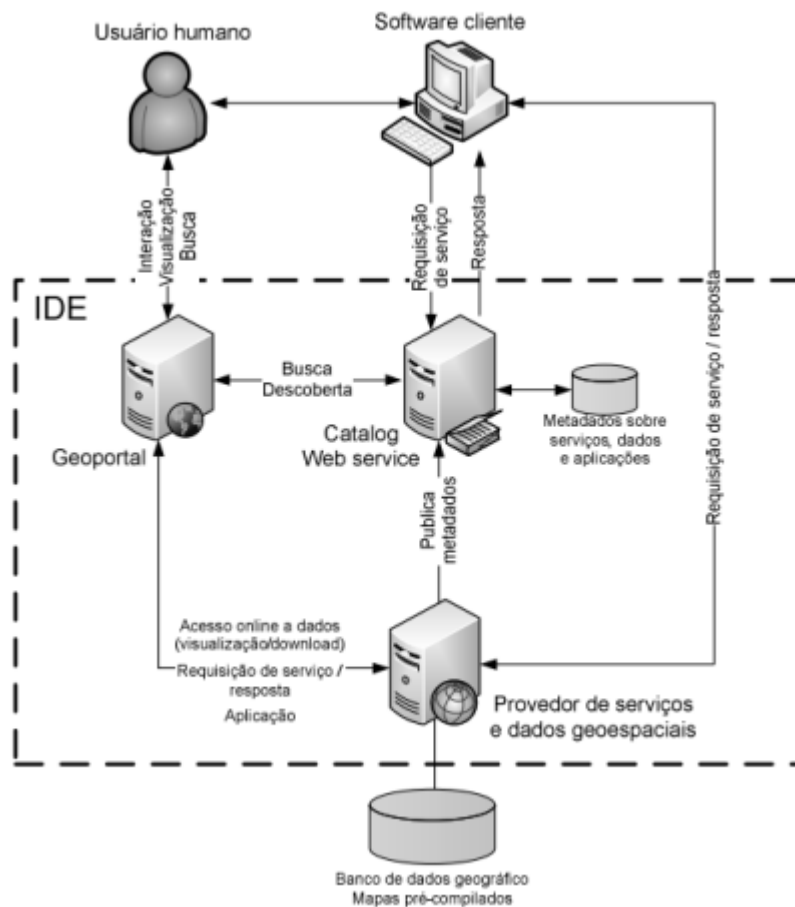 Usuário humano
Software cliente
Interação
Visualização
Busca
Requisição
de serviço
Resposta
Requisição de serviço / resposta
IDE
Busca
Descoberta
Geoportal
Catalog
Web service
Metadados sobre
serviços, dados
e aplicações
Publica
metadados
Acesso online a dados
(visualização/download)
Requisição de serviço /
resposta
Aplicação
Provedor de serviços
e dados geoespaciais
Banco de dados geográfico
Mapas pré-compilados